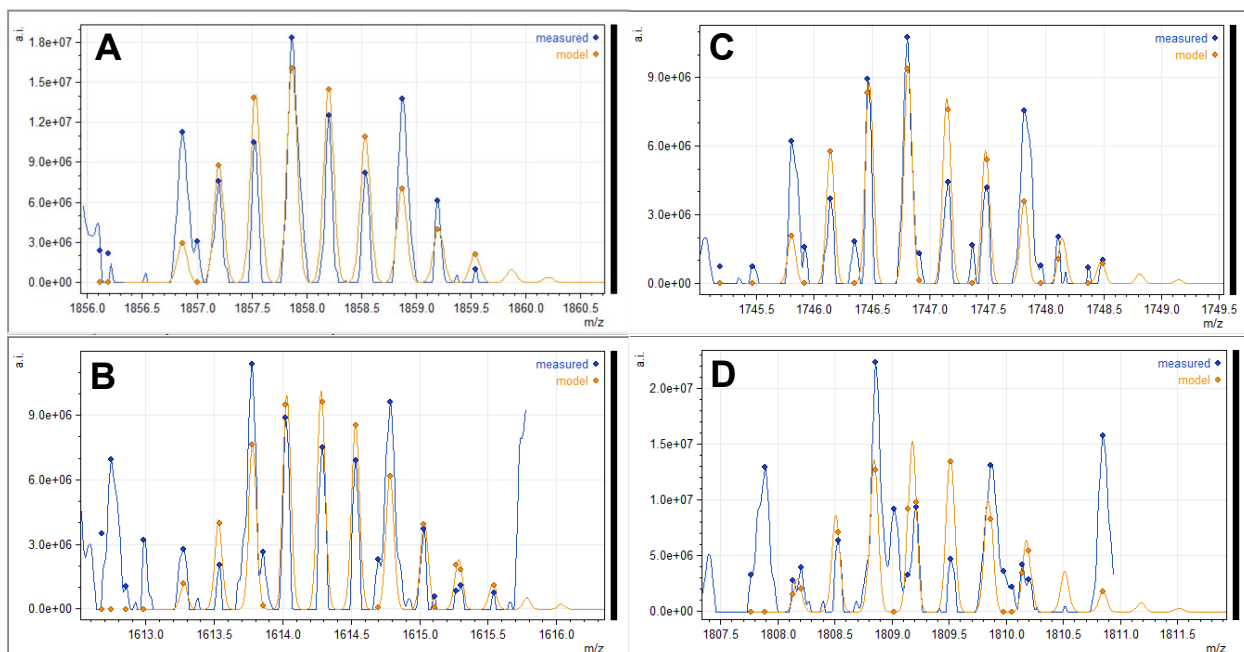 A
a.i.
measured
model
1.8e+07
1.5e+07
1.2e+07
9.0e+06
6.0e+06
3.0e+06
0.0e+00
1856.0 1856.5 1857.0 1857.5 1858.0 1858.5 1859.0 1859.5 1860.0 1860.5
m/z
C
a.i.
measured
model
9.0e+06
6.0e+06
3.0e+06
0.0e+00
1745.5 1746.0 1746.5 1747.0 1747.5 1748.0 1748.5 1749.0 1749.5
m/z
B
a.i.
measured
model
9.0e+06
6.0e+06
3.0e+06
0.0e+00
1613.0 1613.5 1614.0 1614.5 1615.0 1615.5 1616.0
m/z
D
a.i.
measured
model
2.0e+07
1.5e+07
1.0e+07
5.0e+06
0.0e+00
1807.5 1808.0 1808.5 1809.0 1809.5 1810.0 1810.5 1811.0 1811.5
m/z